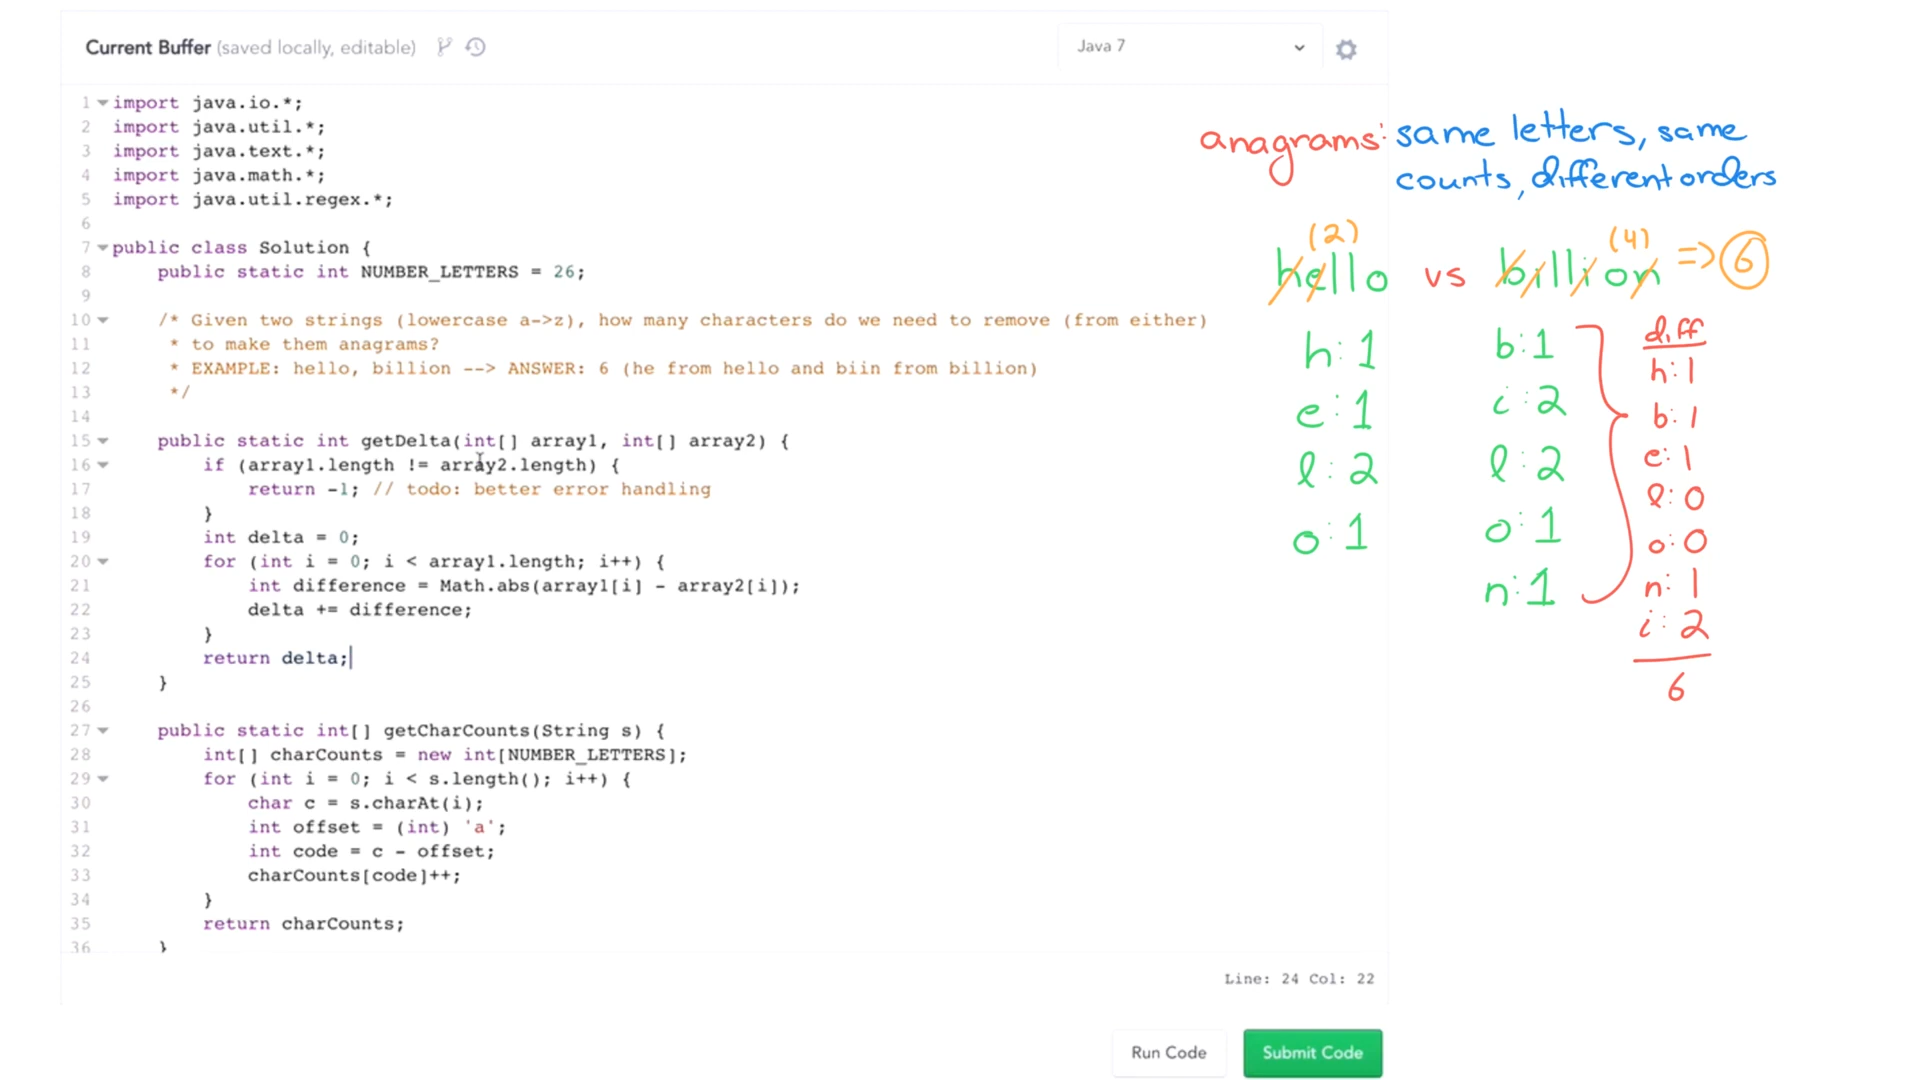 Current Buffer (saved locally, editable)
Java 7
1 import java.io.*;
2 import java.util.*;
3 import java.text.*;
4 import java.math.*;
5 import java.util.regex.*;
6
7 public class Solution {
8     public static int NUMBER_LETTERS = 26;
9
10     /* Given two strings (lowercase a->z), how many characters do we need to remove (from either)
11      * to make them anagrams?
12      * EXAMPLE: hello, billion --> ANSWER: 6 (he from hello and biin from billion)
13      */
14
15     public static int getDelta(int[] array1, int[] array2) {
16         if (array1.length != array2.length) {
17             return -1; // todo: better error handling
18         }
19         int delta = 0;
20         for (int i = 0; i < array1.length; i++) {
21             int difference = Math.abs(array1[i] - array2[i]);
22             delta += difference;
23         }
24         return delta;
25     }
26
27     public static int[] getCharCounts(String s) {
28         int[] charCounts = new int[NUMBER_LETTERS];
29         for (int i = 0; i < s.length(); i++) {
30             char c = s.charAt(i);
31             int offset = (int) 'a';
32             int code = c - offset;
33             charCounts[code]++;
34         }
35         return charCounts;
36     }
Line: 24 Col: 22
Run Code
Submit Code
anagrams: same letters, same
counts, different orders
(2) (4)
hello vs billion => 6
h:1
e:1
l:2
o:1
b:1
i:2
l:2
o:1
n:1
diff
h:1
b:1
e:1
l:0
o:0
n:1
i:2
6